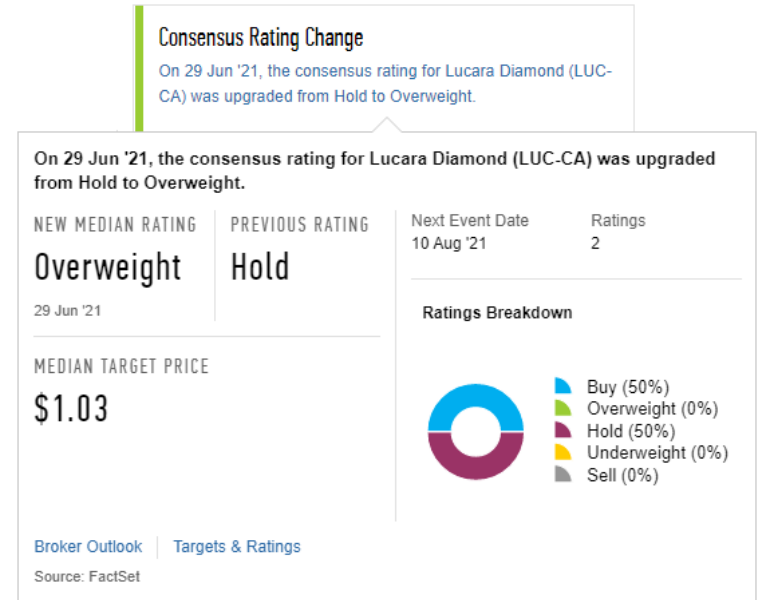 Consensus Rating Change
On 29 Jun '21, the consensus rating for Lucara Diamond (LUC-
CA) was upgraded from Hold to Overweight.
On 29 Jun '21, the consensus rating for Lucara Diamond (LUC-CA) was upgraded
from Hold to Overweight.
NEW MEDIAN RATING
Overweight
29 Jun '21
PREVIOUS RATING
Hold
MEDIAN TARGET PRICE
$1.03
Next Event Date
10 Aug '21
Ratings
2
Ratings Breakdown
Buy (50%)
Overweight (0%)
Hold (50%)
Underweight (0%)
Sell (0%)
Broker Outlook
Targets & Ratings
Source: FactSet